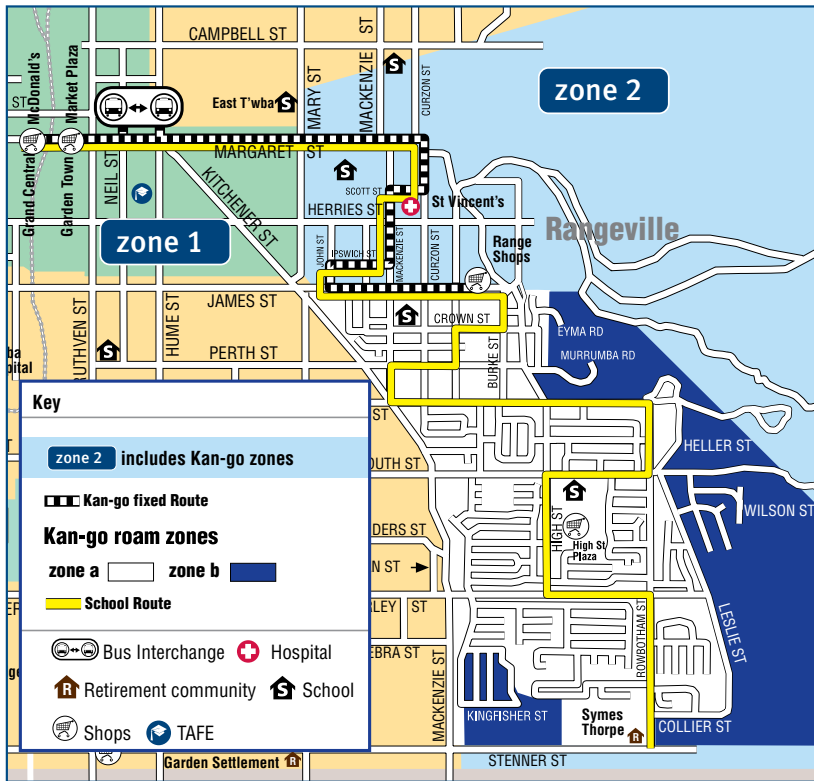 CAMPBELL ST
ST
McDonald's
Market Plaza
East T'wba
S
MARY ST
MACKENZIE ST
S
CURZON ST
zone 2
MARGARET ST
Grand Central
Garden Town
NEIL ST
KITCHENER ST
S
SCOTT ST
St Vincent's
HERRIES ST
zone 1
JOHN ST
IPSWICH ST
MACKENZIE ST
CURZON ST
Range
Shops
Rangeville
RUTHVEN ST
HUME ST
JAMES ST
S
CROWN ST
EYMA RD
S
PERTH ST
BURKE ST
MURRUMBA RD
ba
pital
Key
ST
zone 2 includes Kan-go zones
OUTH ST
HELLER ST
Kan-go fixed Route
S
WILSON ST
Kan-go roam zones
DERS ST
HIGH ST
High St
Plaza
zone a
zone b
N ST
School Route
RLEY ST
ER
ROWBOTHAM ST
LESLIE ST
Bus Interchange
Hospital
EBRA ST
R Retirement community
S School
ge
MACKENZIE ST
KINGFISHER ST
Symes
Thorpe
R
COLLIER ST
Shops
TAFE
Garden Settlement
R
STENNER ST